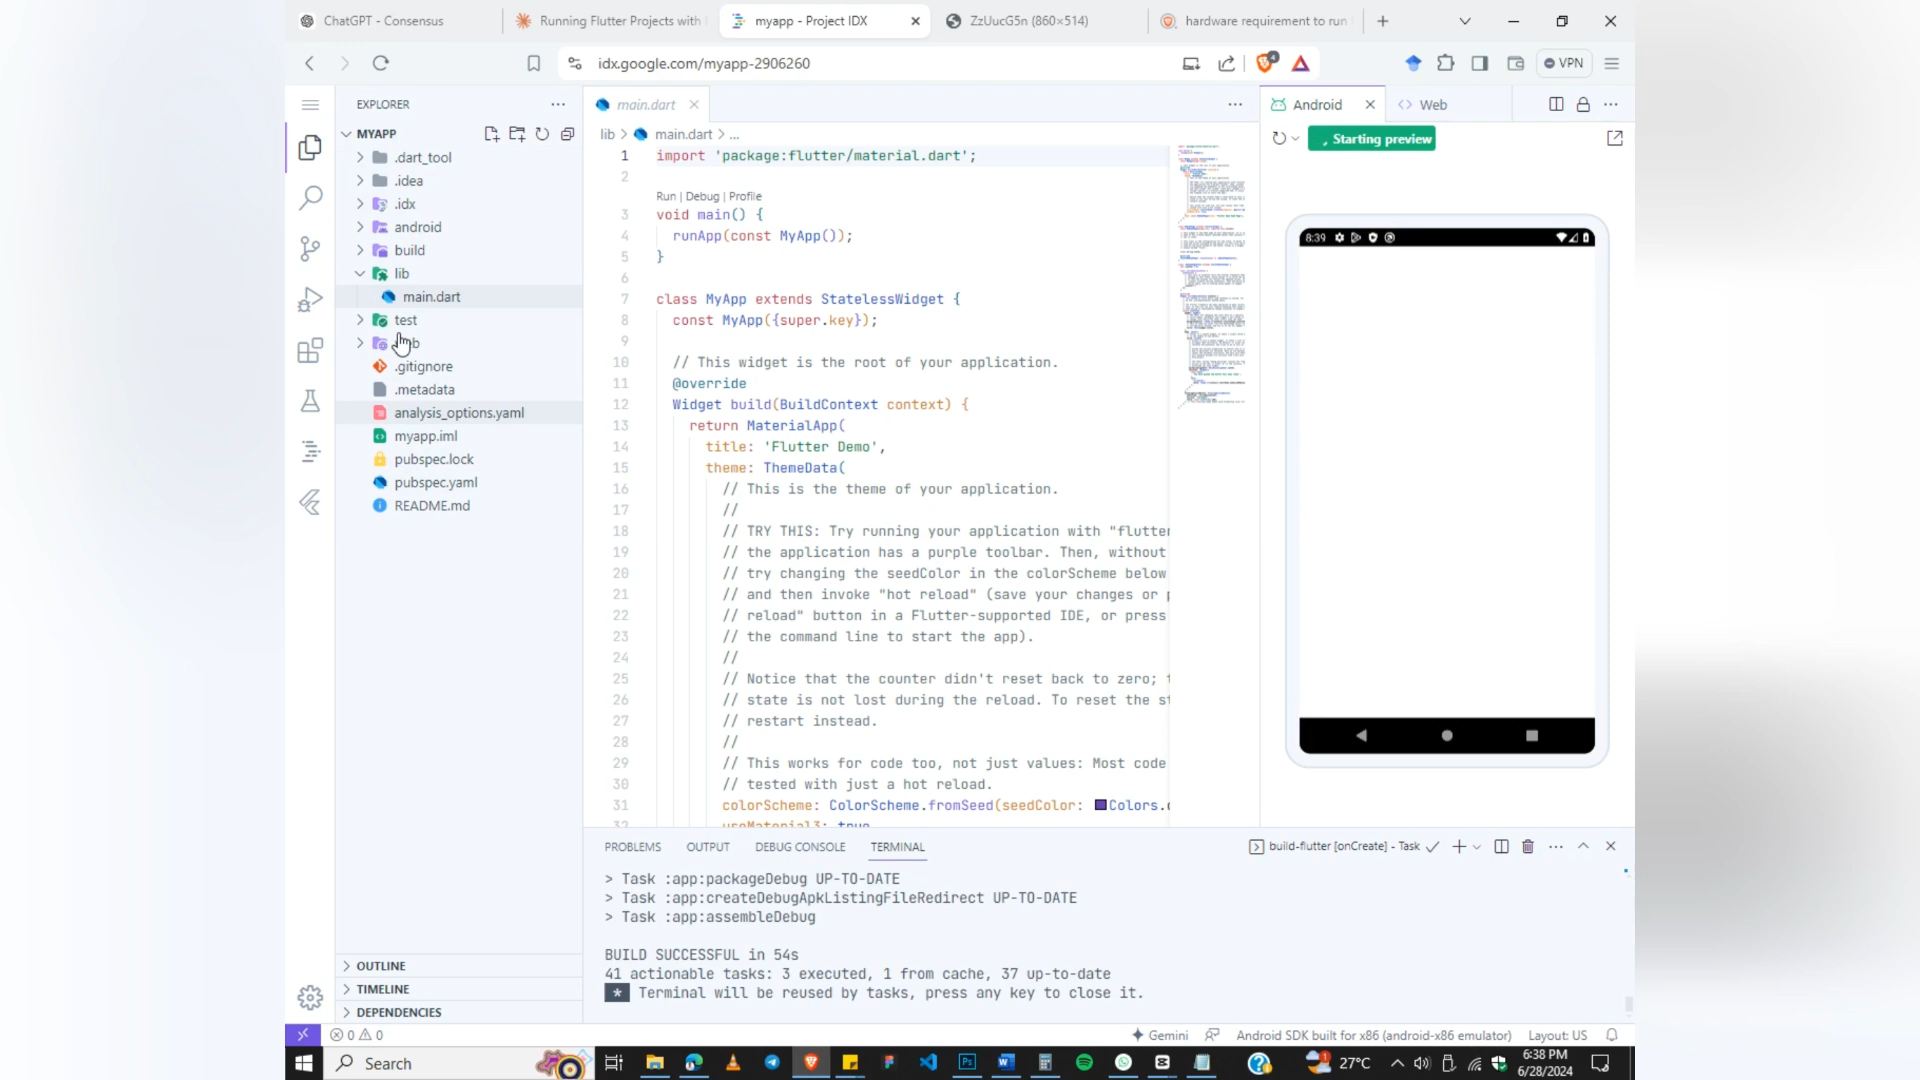 ChatGPT - Consensus
Running Flutter Projects with
myapp - Project IDX
ZzUucG5n (860×514)
hardware requirement to run
idx.google.com/myapp-2906260
4
VPN
EXPLORER
MYAPP
.dart_tool
.idea
.idx
android
build
lib
main.dart
test
.gitignore
.metadata
analysis_options.yaml
myapp.iml
pubspec.lock
pubspec.yaml
README.md
OUTLINE
TIMELINE
DEPENDENCIES
main.dart
lib > main.dart > ...
1 import 'package:flutter/material.dart';
2
Run | Debug | Profile
3 void main() {
4 runApp(const MyApp());
5 }
6
7 class MyApp extends StatelessWidget {
8 const MyApp({super.key});
9
10 // This widget is the root of your application.
11 @override
12 Widget build(BuildContext context) {
13 return MaterialApp(
14 title: 'Flutter Demo',
15 theme: ThemeData(
16 // This is the theme of your application.
17 //
18 // TRY THIS: Try running your application with "flutter
19 // the application has a purple toolbar. Then, without
20 // try changing the seedColor in the colorScheme below
21 // and then invoke "hot reload" (save your changes or
22 // reload" button in a Flutter-supported IDE, or press
23 // the command line to start the app).
24 //
25 // Notice that the counter didn't reset back to zero;
26 // state is not lost during the reload. To reset the
27 // restart instead.
28 //
29 // This works for code too, not just values: Most code
30 // tested with just a hot reload.
31 colorScheme: ColorScheme.fromSeed(seedColor: Colors.
32 useMaterial3: true
Android
Web
Starting preview
8:39
PROBLEMS OUTPUT DEBUG CONSOLE TERMINAL
build-flutter [onCreate] - Task
> Task :app:packageDebug UP-TO-DATE
> Task :app:createDebugApkListingFileRedirect UP-TO-DATE
> Task :app:assembleDebug
BUILD SUCCESSFUL in 54s
41 actionable tasks: 3 executed, 1 from cache, 37 up-to-date
* Terminal will be reused by tasks, press any key to close it.
0 0
Gemini
Android SDK built for x86 (android-x86 emulator)
Layout: US
Search
27°C
6:38 PM
6/28/2024